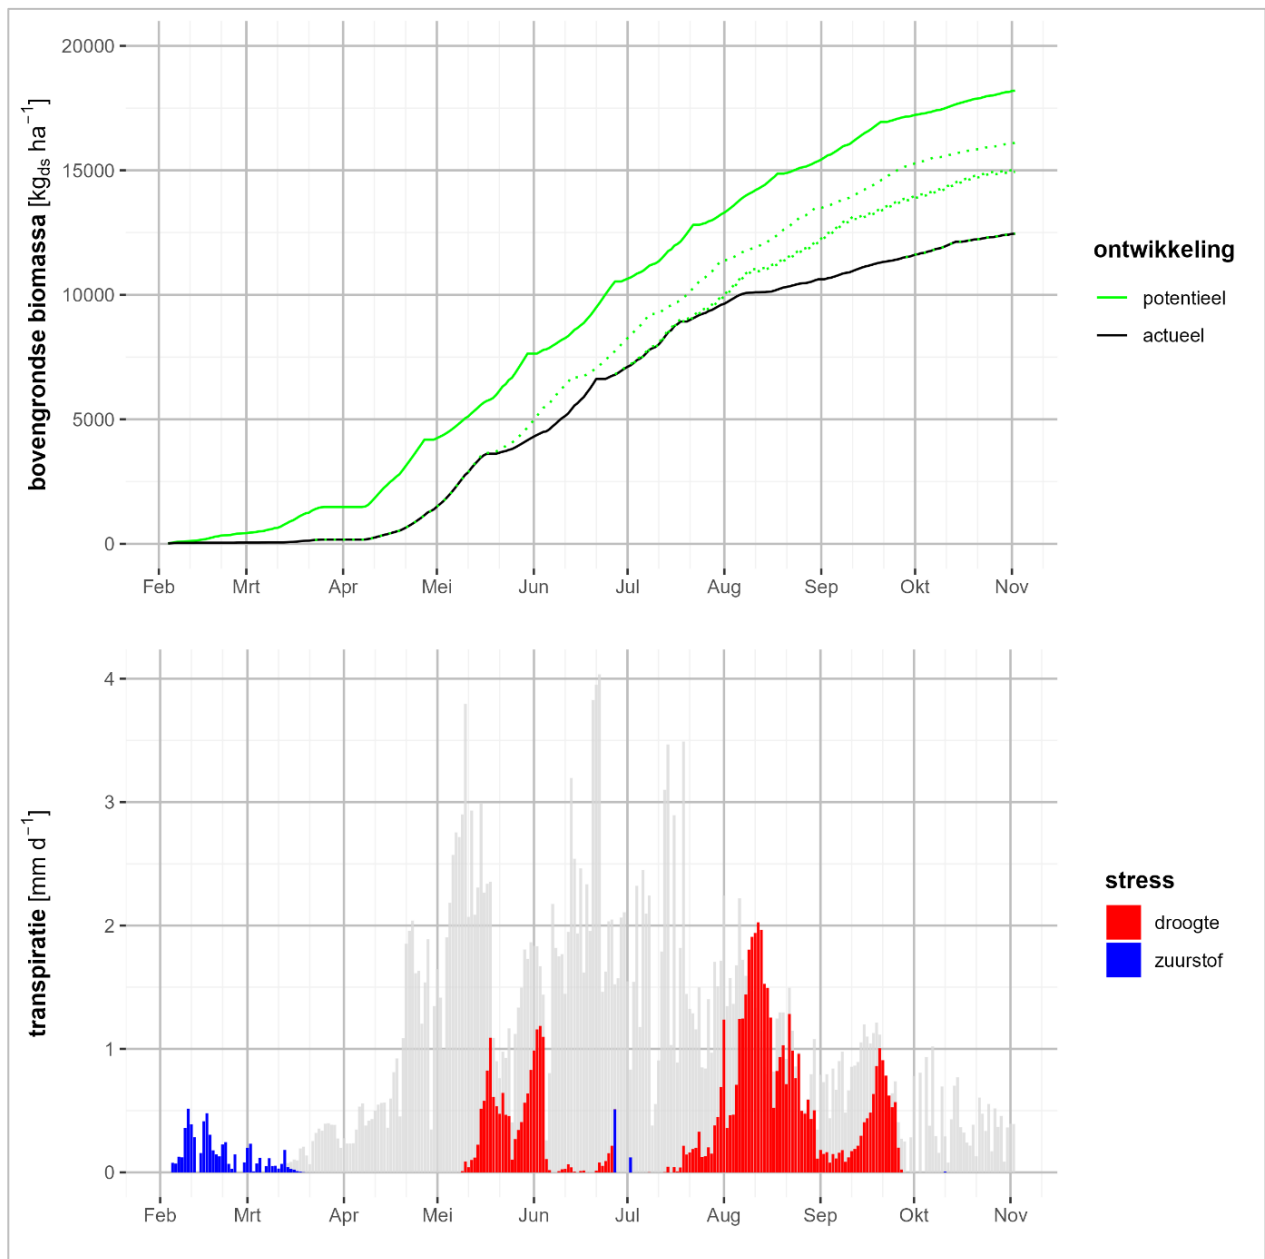 bovengrondse biomassa [kg_ds ha⁻¹]
20000
15000
10000
5000
0
Feb Mrt Apr Mei Jun Jul Aug Sep Okt Nov
ontwikkeling
potentieel
actueel
transpiratie [mm d⁻¹]
4
3
2
1
0
Feb Mrt Apr Mei Jun Jul Aug Sep Okt Nov
stress
droogte
zuurstof